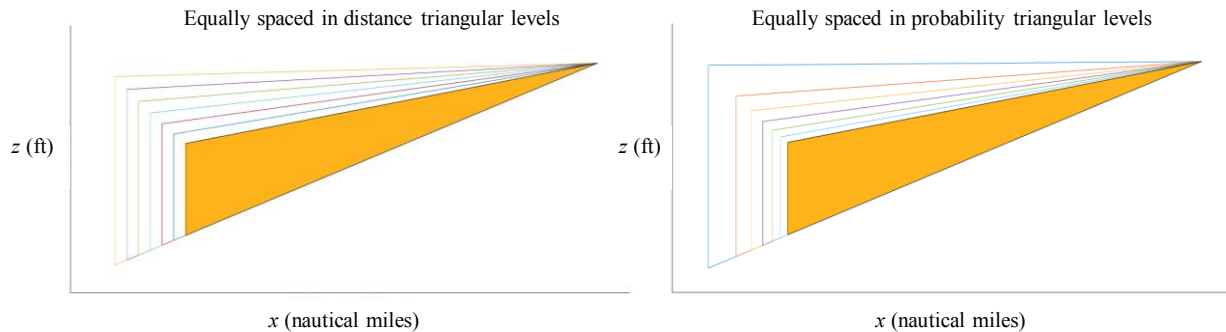 Equally spaced in distance triangular levels
z (ft)
x (nautical miles)
Equally spaced in probability triangular levels
z (ft)
x (nautical miles)